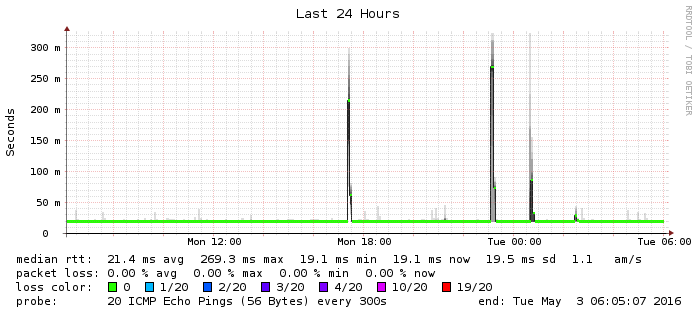 Last 24 Hours
RRDTOOL / TOBI OETIKER
Seconds
300 m
250 m
200 m
150 m
100 m
50 m
0
Mon 12:00 Mon 18:00 Tue 00:00 Tue 06:00
median rtt: 21.4 ms avg 269.3 ms max 19.1 ms min 19.1 ms now 19.5 ms sd 1.1 am/s
packet loss: 0.00 % avg 0.00 % max 0.00 % min 0.00 % now
loss color: 0 1/20 2/20 3/20 4/20 10/20 19/20
probe: 20 ICMP Echo Pings (56 Bytes) every 300s end: Tue May 3 06:05:07 2016